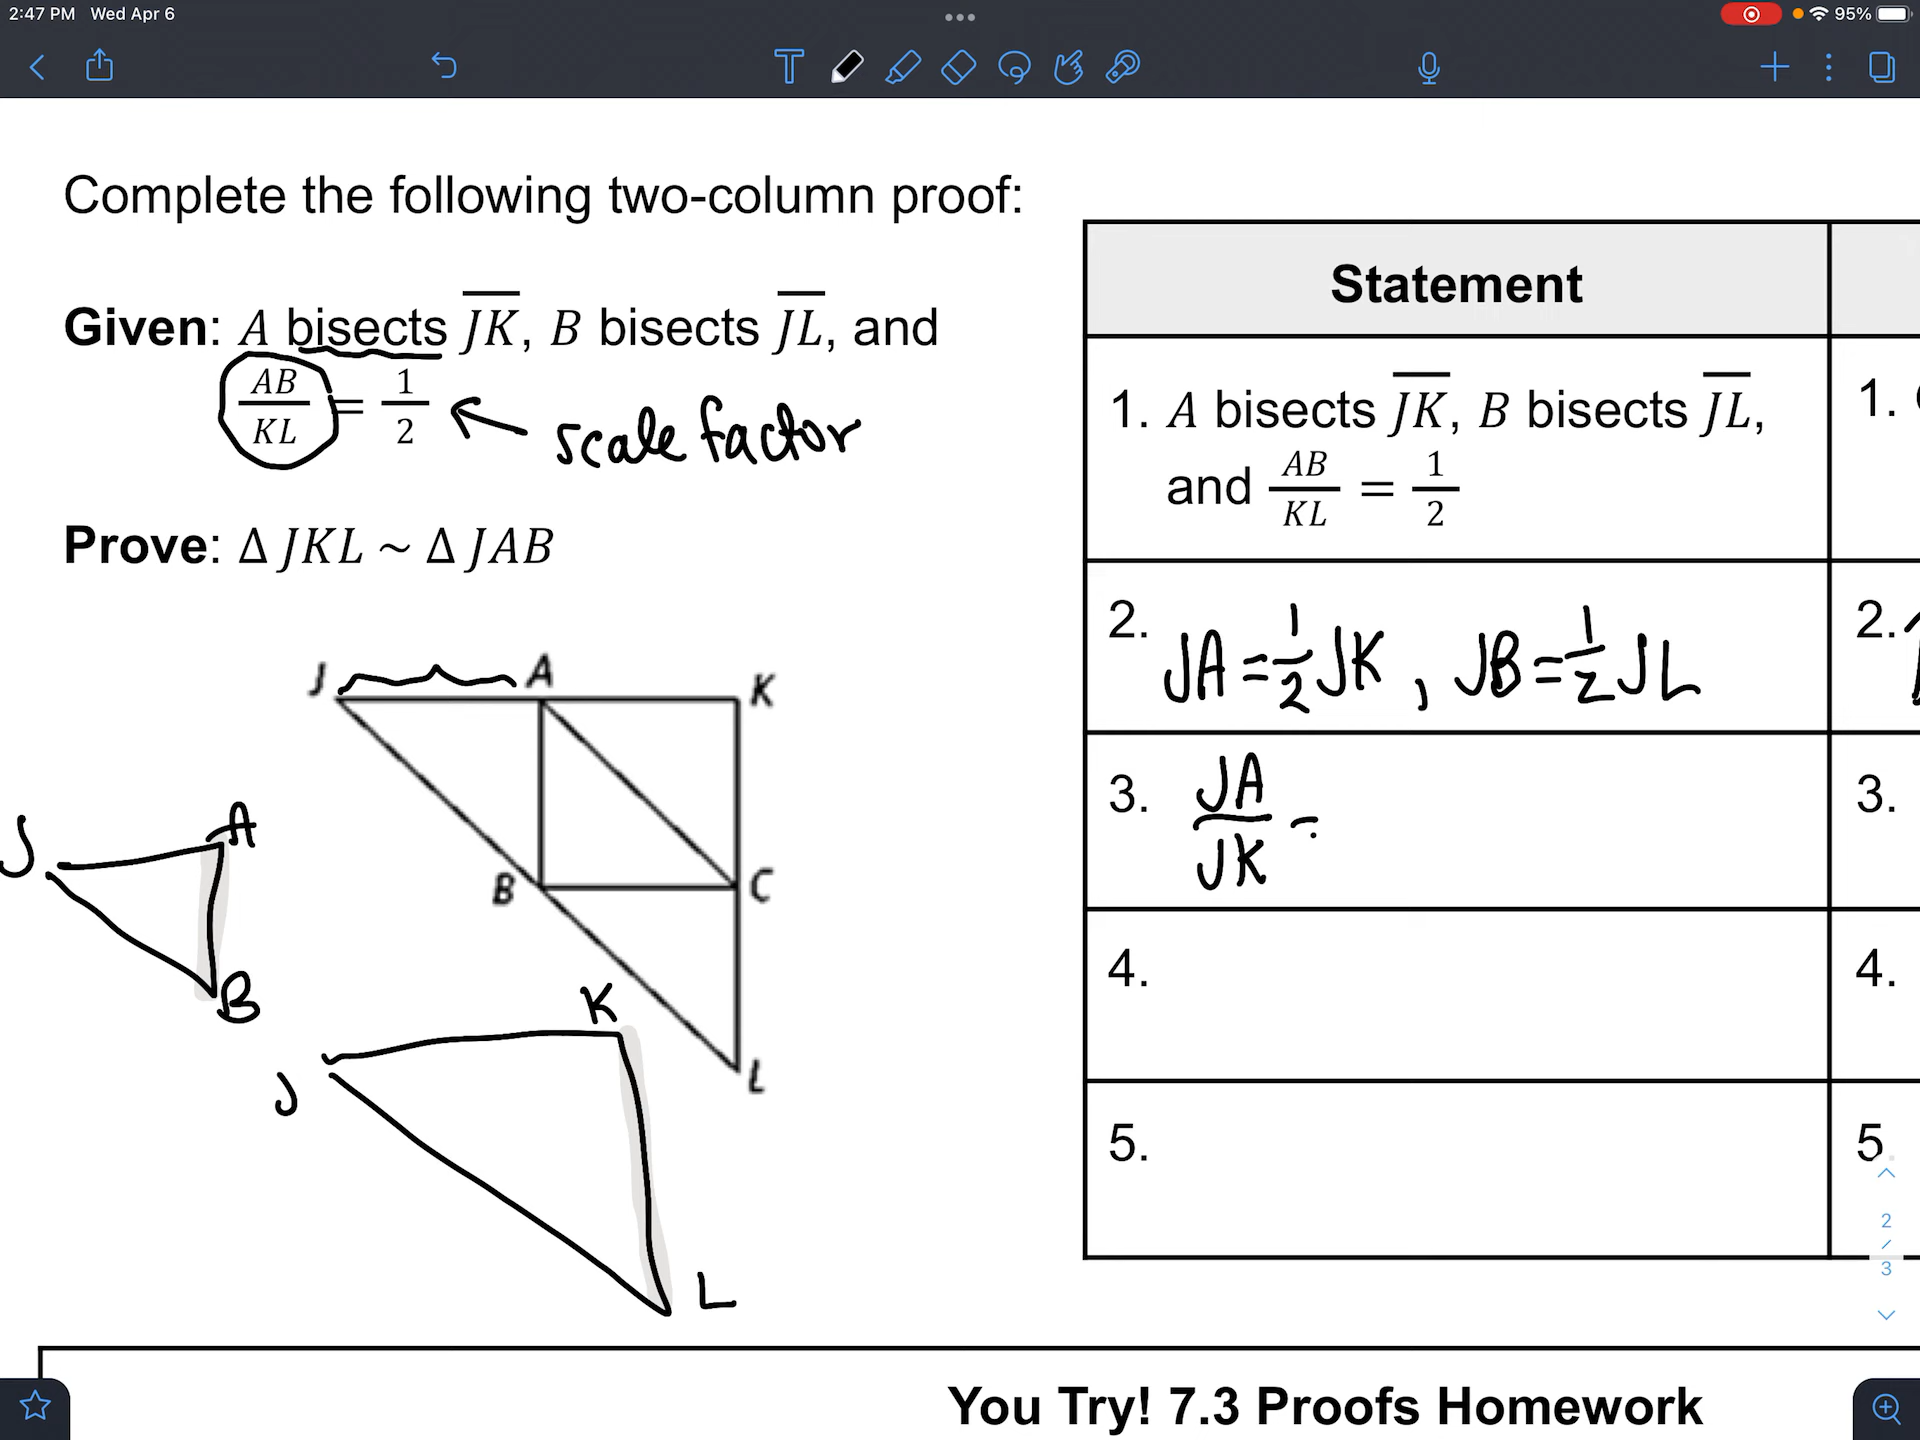 2:47 PM Wed Apr 6
95%
Complete the following two-column proof:
Given: A bisects JK, B bisects JL, and
AB/KL = 1/2
scale factor
Prove: Δ JKL ~ Δ JAB
J A K
B C
L
J A
B
K
J
L
Statement
1. A bisects JK, B bisects JL,
and AB/KL = 1/2
1.
2. JA = 1/2 JK, JB = 1/2 JL
2.
3. JA/JK =
3.
4.
4.
5.
5.
2
/
3
You Try! 7.3 Proofs Homework